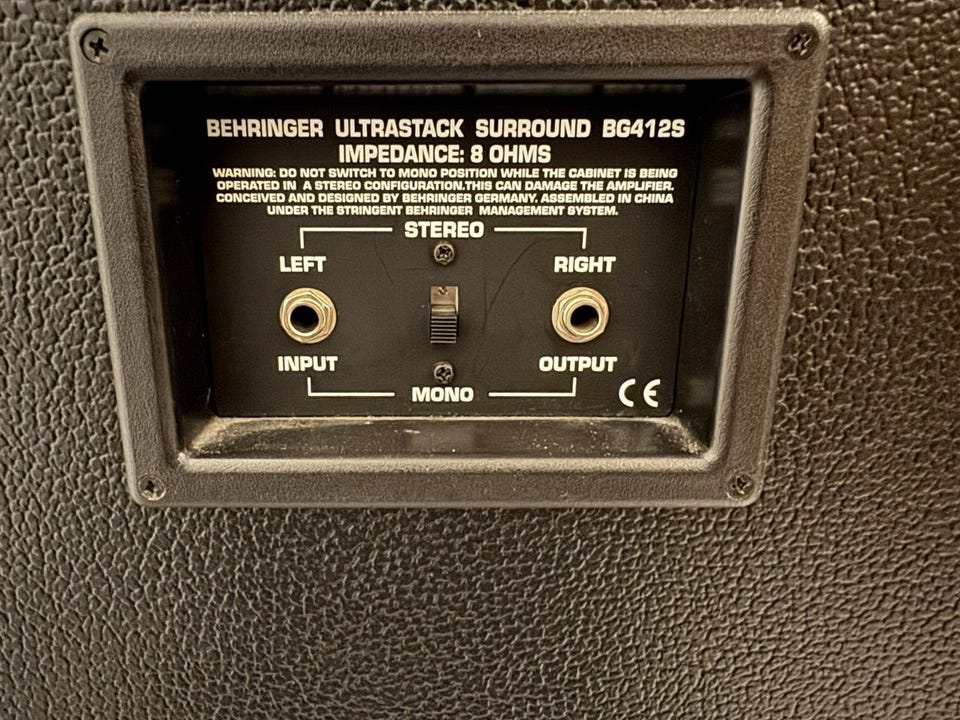 BEHRINGER ULTRASTACK SURROUND BG412S
IMPEDANCE: 8 OHMS
WARNING: DO NOT SWITCH TO MONO POSITION WHILE THE CABINET IS BEING
OPERATED IN A STEREO CONFIGURATION.THIS CAN DAMAGE THE AMPLIFIER.
CONCEIVED AND DESIGNED BY BEHRINGER GERMANY. ASSEMBLED IN CHINA
UNDER THE STRINGENT BEHRINGER MANAGEMENT SYSTEM.
STEREO
LEFT RIGHT
INPUT OUTPUT
MONO
CE